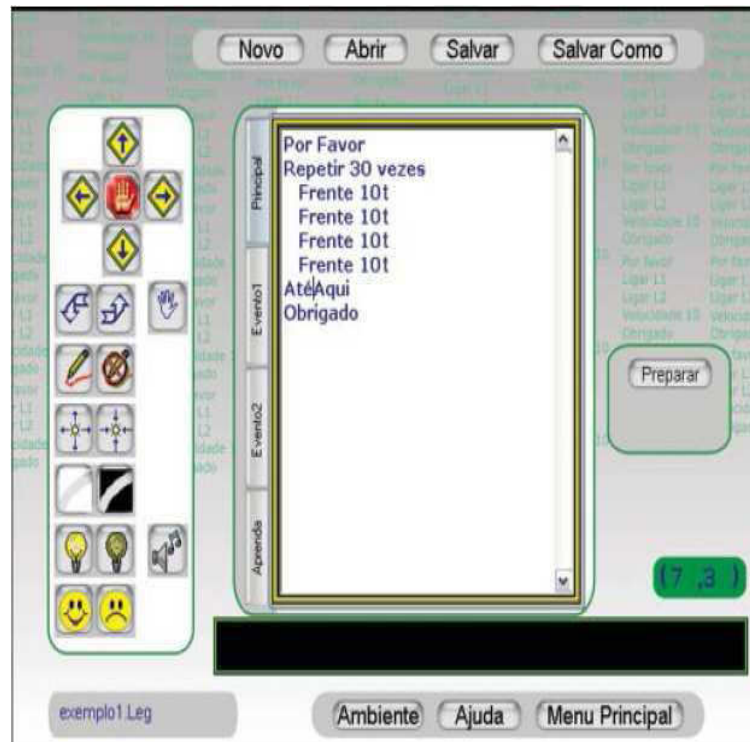 Novo Abrir Salvar Salvar Como
Principal
Evento1
Evento2
Aprenda
Por Favor
Repetir 30 vezes
Frente 10t
Frente 10t
Frente 10t
Frente 10t
AtéAqui
Obrigado
Preparar
(7 ,3 )
exemplo1.Leg
Ambiente Ajuda Menu Principal